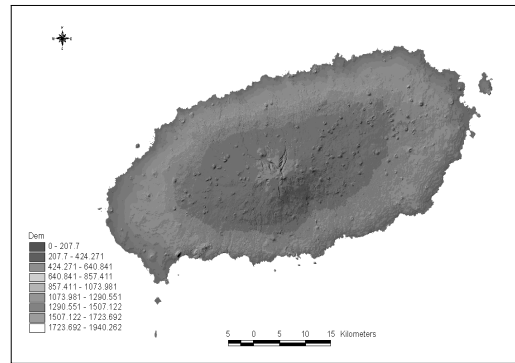 Dem
0 - 207.7
207.7 - 424.271
424.271 - 640.841
640.841 - 857.411
857.411 - 1073.981
1073.981 - 1290.551
1290.551 - 1507.122
1507.122 - 1723.692
1723.692 - 1940.262
5 0 5 10 15 Kilometers